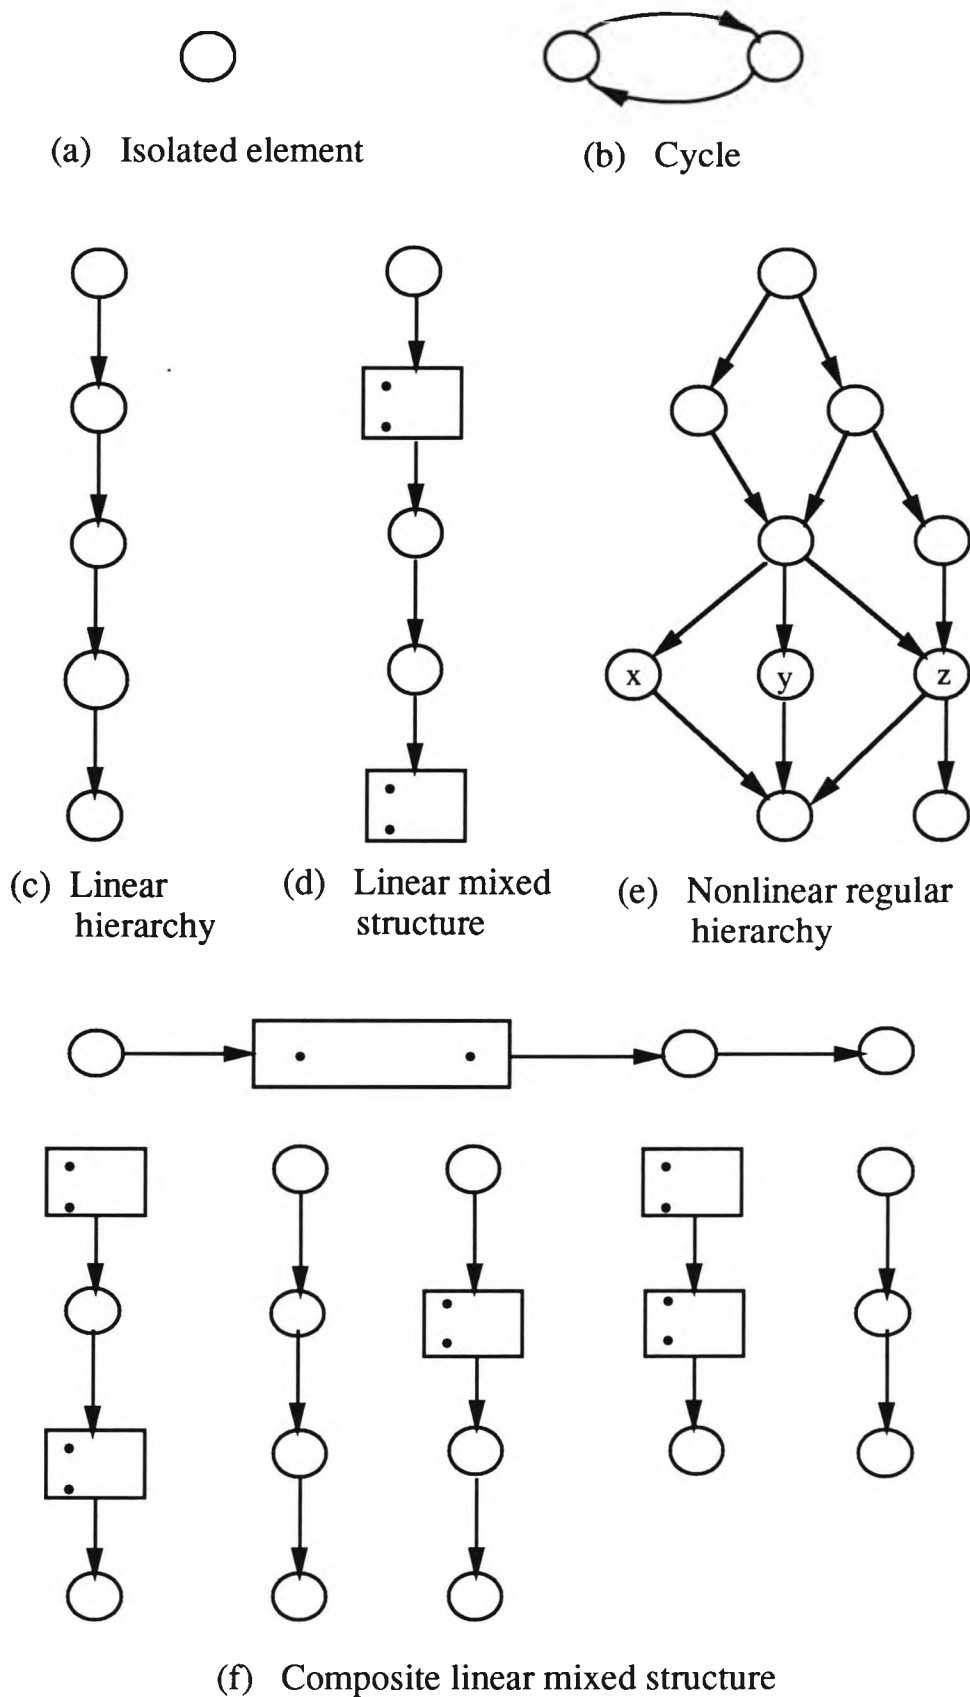 (a) Isolated element
(b) Cycle
x
y
z
(c) Linear
hierarchy
(d) Linear mixed
structure
(e) Nonlinear regular
hierarchy
(f) Composite linear mixed structure